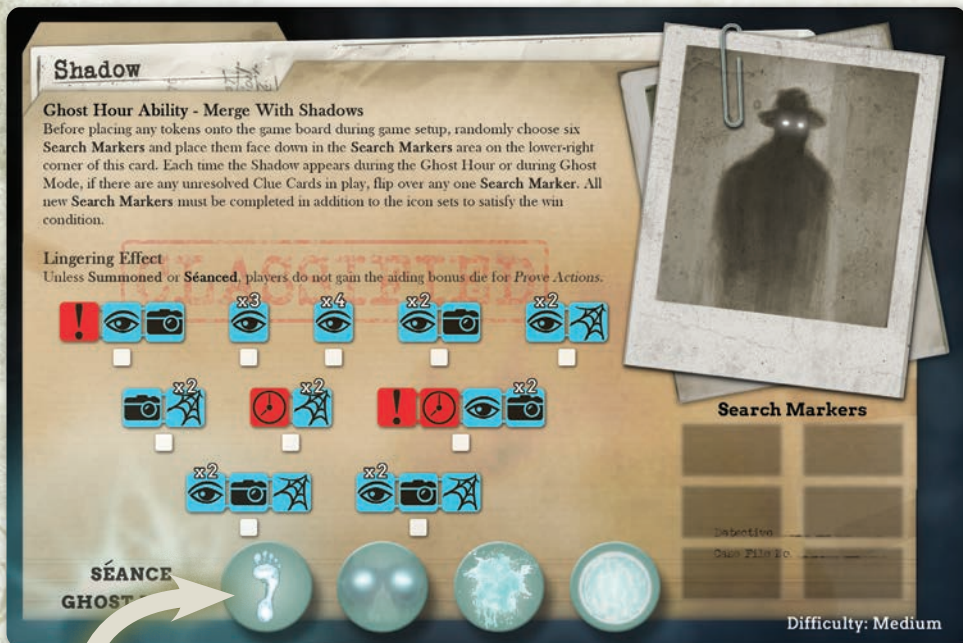 Shadow
Ghost Hour Ability - Merge With Shadows
Before placing any tokens onto the game board during game setup, randomly choose six
Search Markers and place them face down in the Search Markers area on the lower-right
corner of this card. Each time the Shadow appears during the Ghost Hour or during Ghost
Mode, if there are any unresolved Clue Cards in play, flip over any one Search Marker. All
new Search Markers must be completed in addition to the icon sets to satisfy the win
condition.
Lingering Effect
Unless Summoned or Séanced, players do not gain the aiding bonus die for Prove Actions.
CLASSIFIED
x3 x4 x2 x2
x2 x2 x2
x2 x2
Search Markers
Detective
Case File No.
SÉANCE
GHOST
Difficulty: Medium